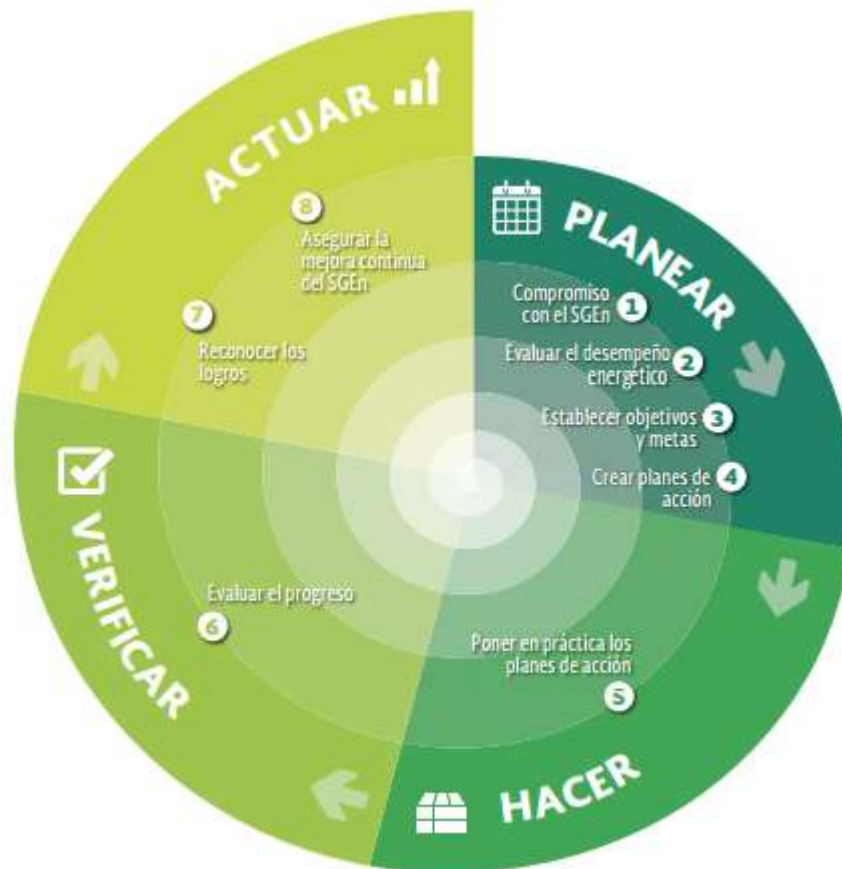 PLANEAR
1
Compromiso
con el SGEn
2
Evaluar el desempeño
energético
3
Establecer objetivos
y metas
4
Crear planes de
acción
HACER
5
Poner en práctica los
planes de acción
VERIFICAR
6
Evaluar el progreso
ACTUAR
7
Reconocer los
logros
8
Asegurar la
mejora continua
del SGEn